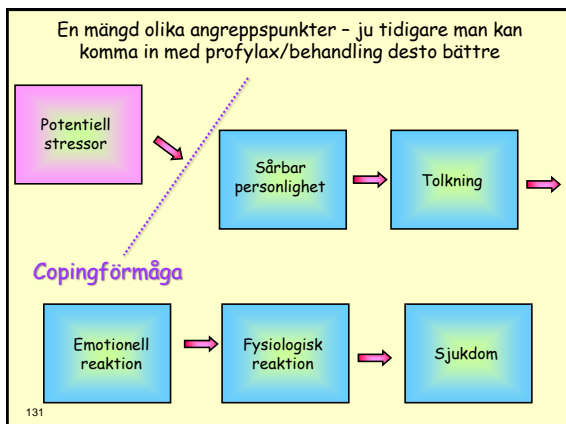 En mängd olika angreppspunkter – ju tidigare man kan
komma in med profylax/behandling desto bättre
Potentiell
stressor
Sårbar
personlighet
Tolkning
Copingförmåga
Emotionell
reaktion
Fysiologisk
reaktion
Sjukdom
131